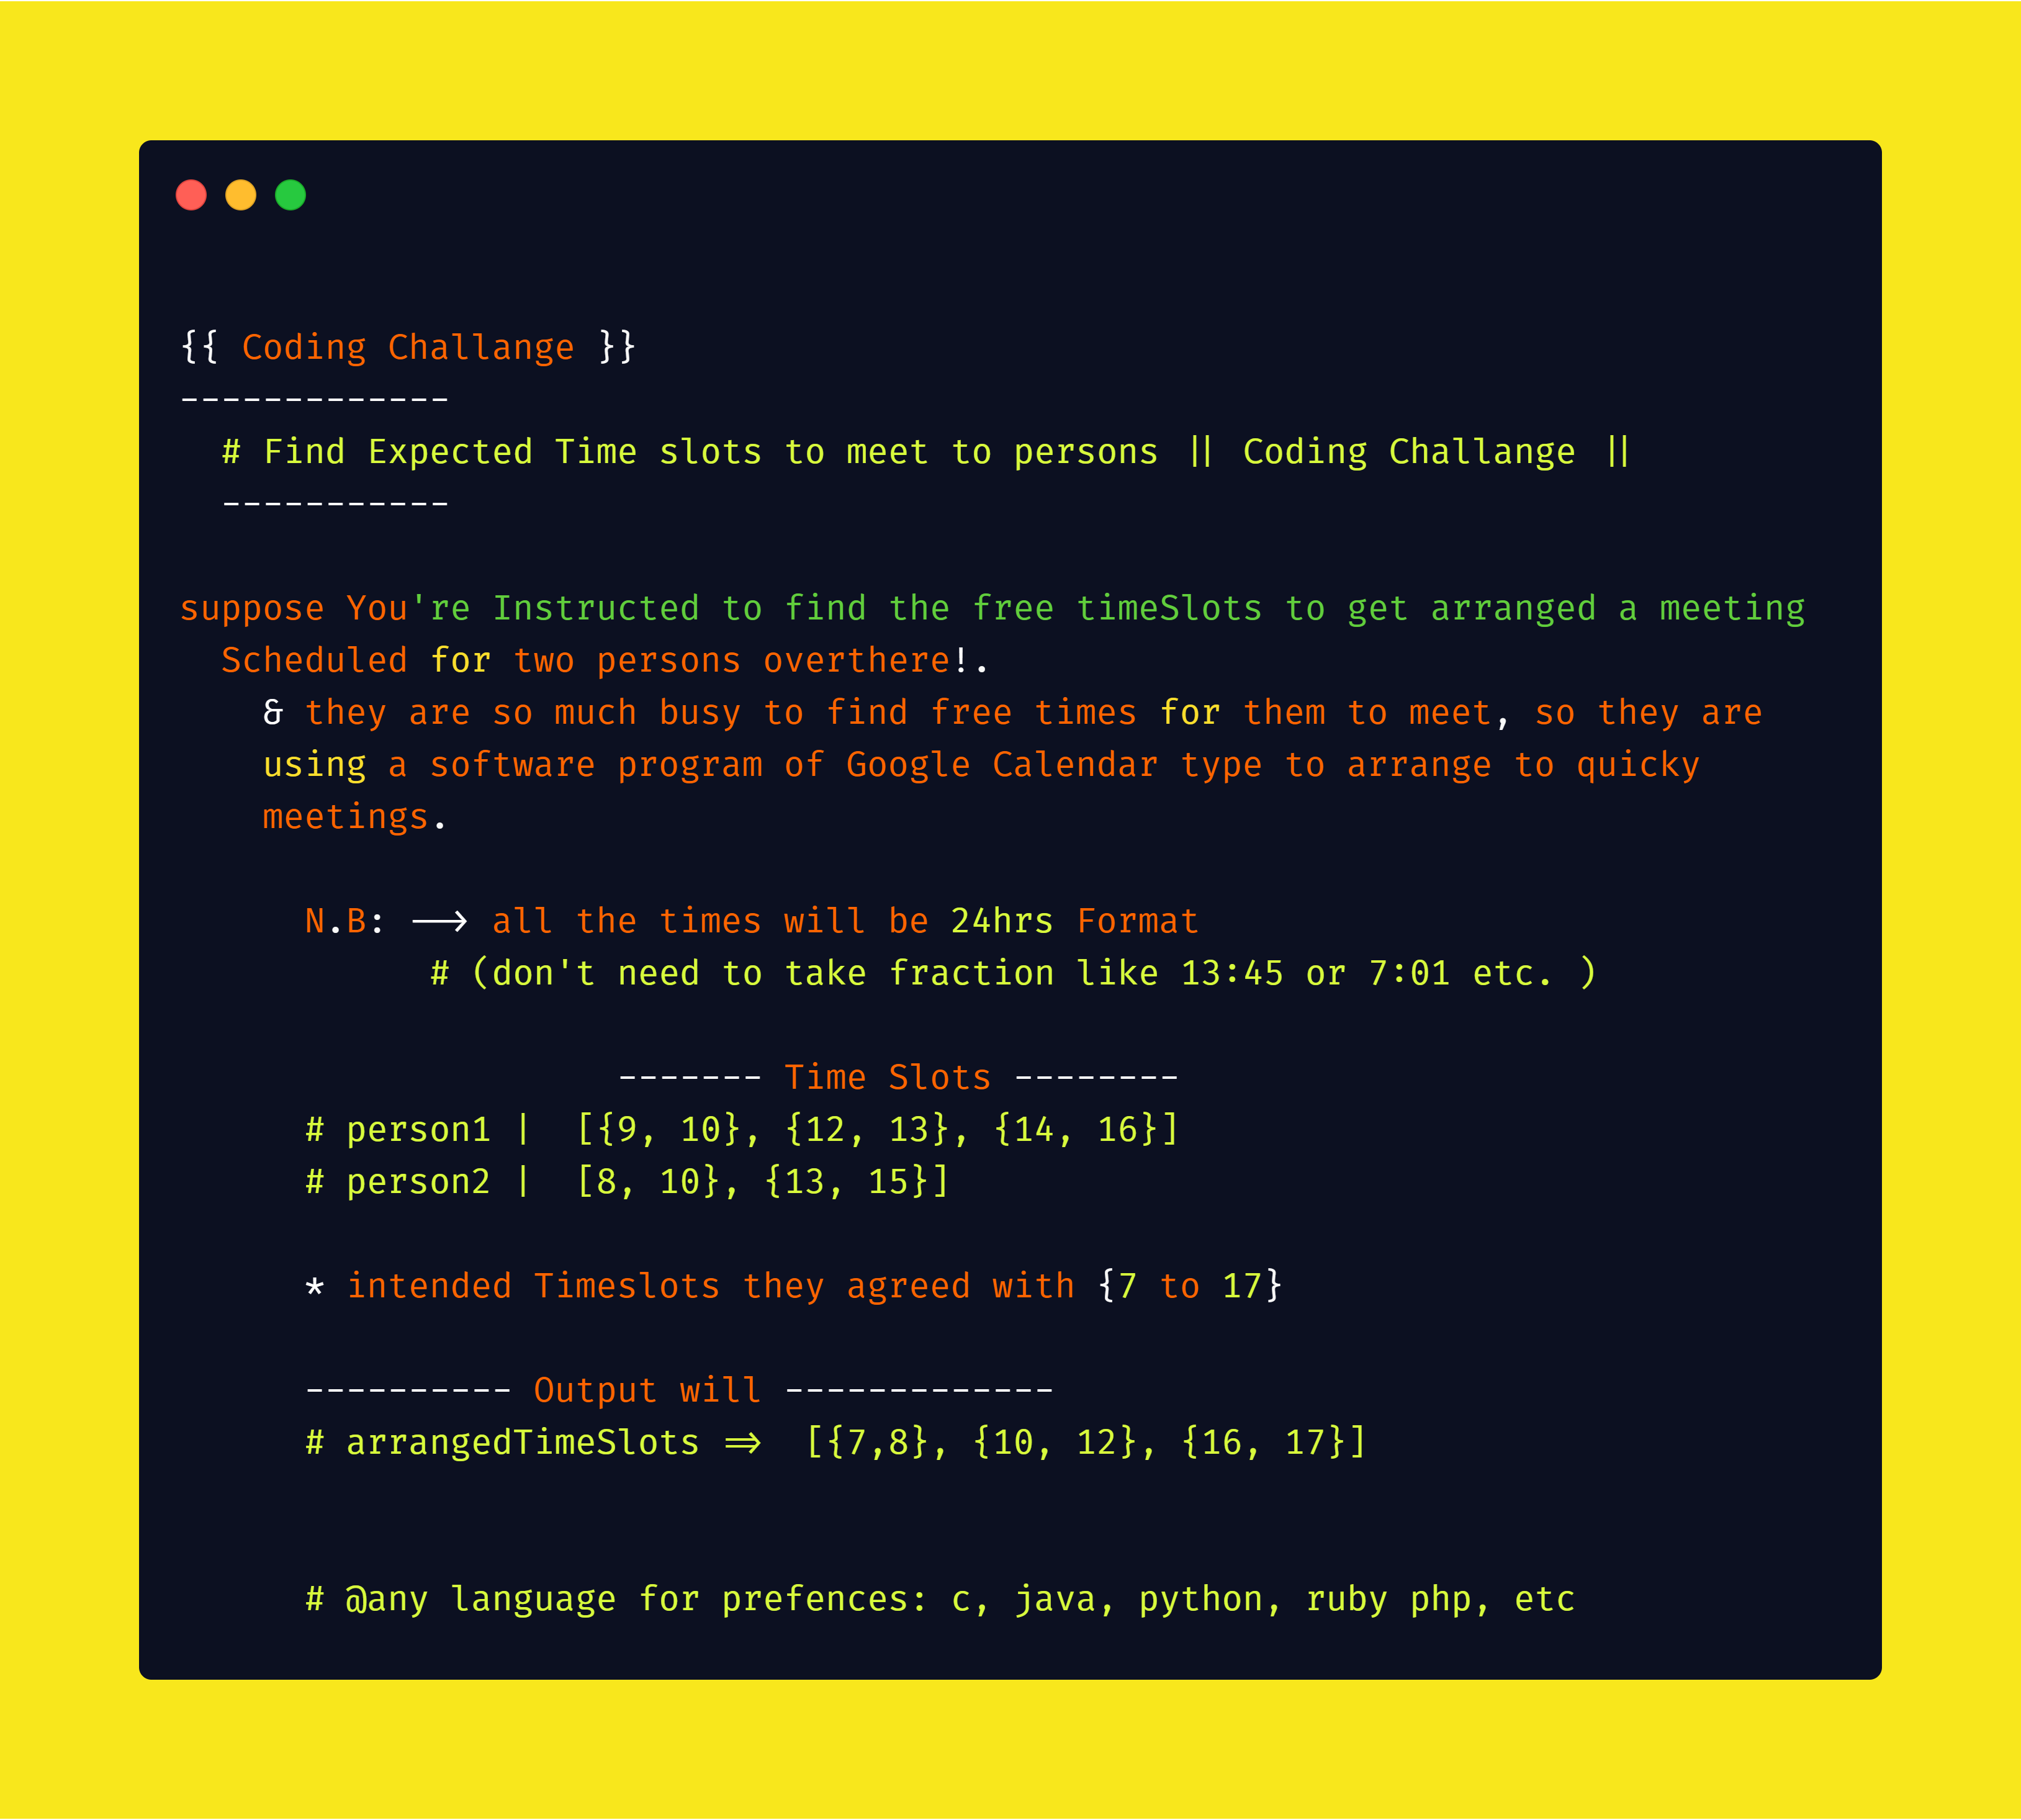 {{ Coding Challange }}
-------------
# Find Expected Time slots to meet to persons || Coding Challange ||
-----------
suppose You're Instructed to find the free timeSlots to get arranged a meeting
Scheduled for two persons overthere!.
& they are so much busy to find free times for them to meet, so they are
using a software program of Google Calendar type to arrange to quicky
meetings.
N.B: --> all the times will be 24hrs Format
# (don't need to take fraction like 13:45 or 7:01 etc. )
------- Time Slots --------
# person1 |  [{9, 10}, {12, 13}, {14, 16}]
# person2 |  [8, 10}, {13, 15}]
* intended Timeslots they agreed with {7 to 17}
---------- Output will -------------
# arrangedTimeSlots =>  [{7,8}, {10, 12}, {16, 17}]
# @any language for prefences: c, java, python, ruby php, etc